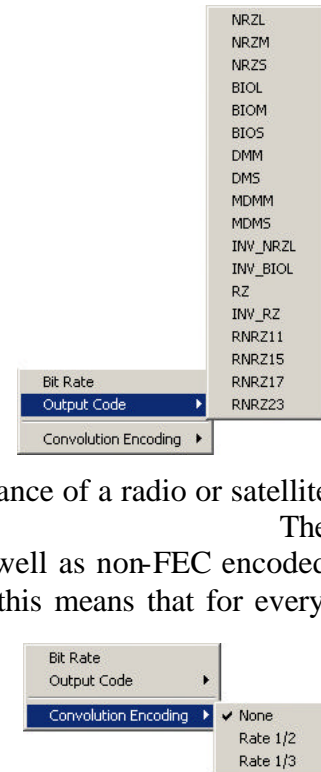 NRZL
NRZM
NRZS
BIOL
BIOM
BIOS
DMM
DMS
MDMM
MDMS
INV_NRZL
INV_BIOL
RZ
INV_RZ
RNRZ11
RNRZ15
RNRZ17
RNRZ23
Bit Rate
Output Code
Convolution Encoding
ance of a radio or satellite
The
well as non-FEC encoded
this means that for every
Bit Rate
Output Code
Convolution Encoding
None
Rate 1/2
Rate 1/3